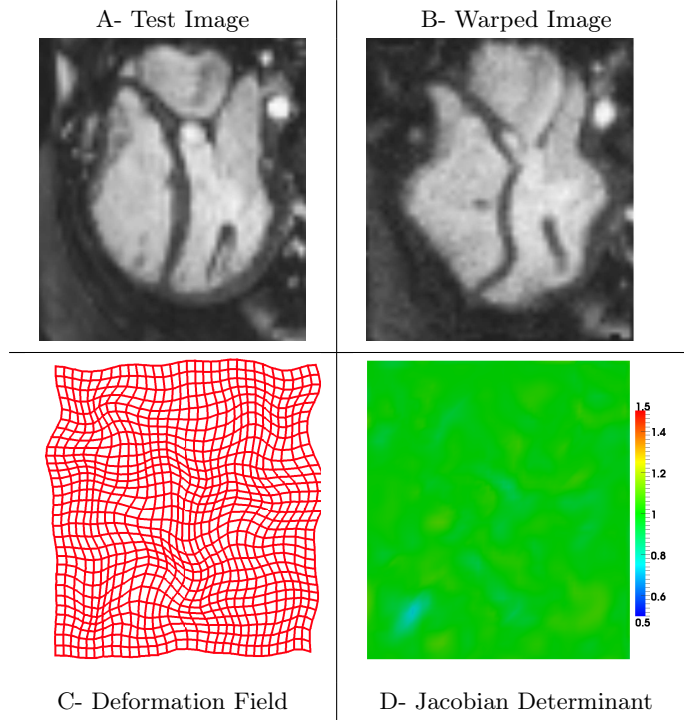 A- Test Image
B- Warped Image
1.5
1.4
1.2
1
0.8
0.6
0.5
C- Deformation Field
D- Jacobian Determinant